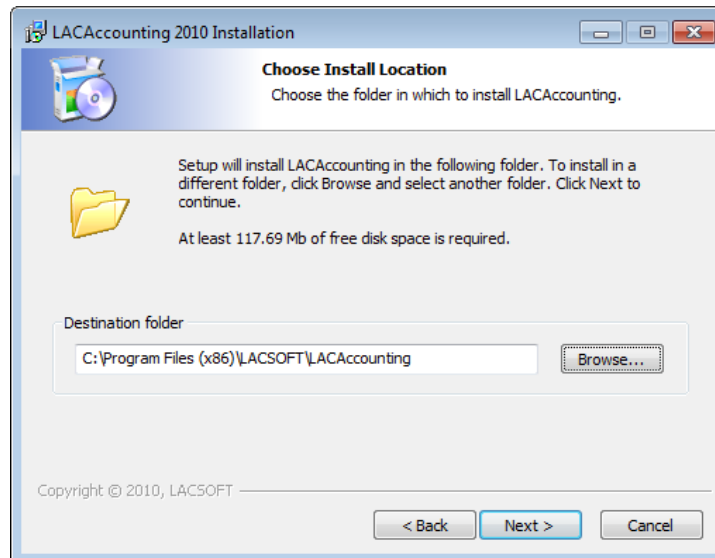 LACAccounting 2010 Installation
Choose Install Location
Choose the folder in which to install LACAccounting.
Setup will install LACAccounting in the following folder. To install in a
different folder, click Browse and select another folder. Click Next to
continue.
At least 117.69 Mb of free disk space is required.
Destination folder
C:\Program Files (x86)\LACSOFT\LACAccounting
Browse...
Copyright © 2010, LACSOFT
< Back
Next >
Cancel